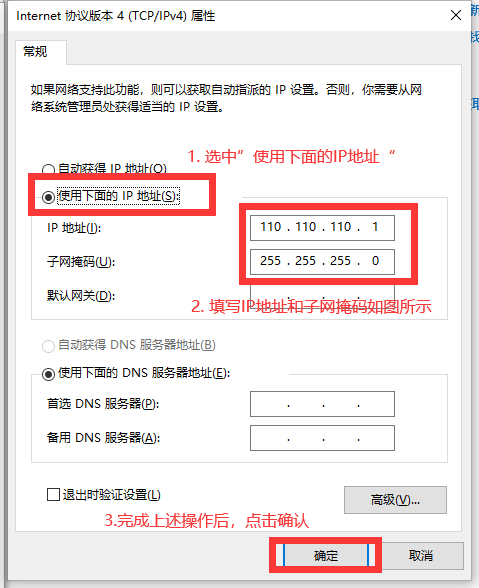 Internet 协议版本 4 (TCP/IPv4) 属性
常规
如果网络支持此功能，则可以获取自动指派的 IP 设置。否则，你需要从网
络系统管理员处获得适当的 IP 设置。
1. 选中”使用下面的IP地址“
自动获得 IP 地址(O)
使用下面的 IP 地址(S):
IP 地址(I): 110 . 110 . 110 . 1
子网掩码(U): 255 . 255 . 255 . 0
默认网关(D): . . .
2. 填写IP地址和子网掩码如图所示
自动获得 DNS 服务器地址(B)
使用下面的 DNS 服务器地址(E):
首选 DNS 服务器(P): . . .
备用 DNS 服务器(A): . . .
退出时验证设置(L)
高级(V)...
3.完成上述操作后，点击确认
确定 取消